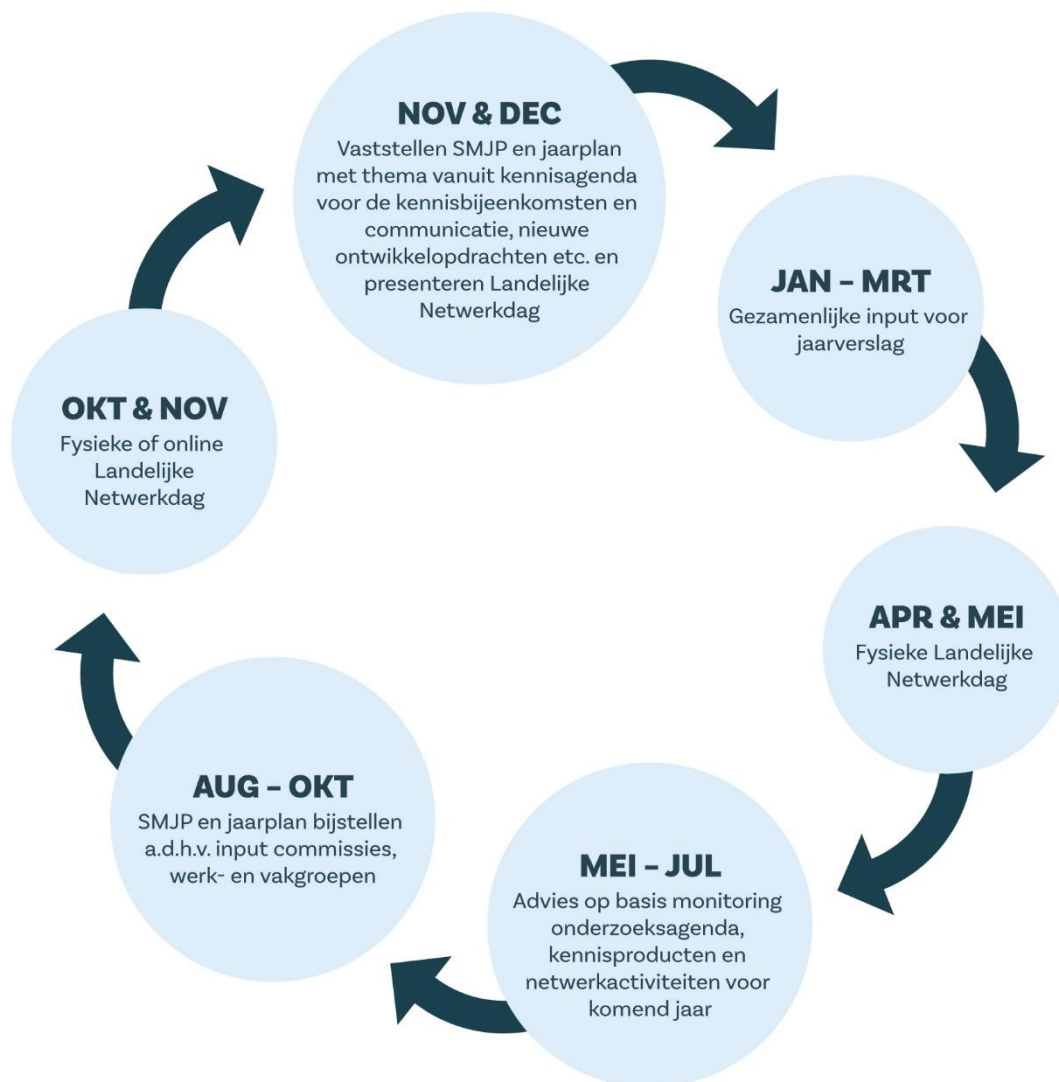 NOV & DEC
Vaststellen SMJP en jaarplan
met thema vanuit kennisagenda
voor de kennisbijeenkomsten en
communicatie, nieuwe
ontwikkelopdrachten etc. en
presenteren Landelijke
Netwerkdag
JAN – MRT
Gezamenlijke input voor
jaarverslag
APR & MEI
Fysieke Landelijke
Netwerkdag
MEI – JUL
Advies op basis monitoring
onderzoeksagenda,
kennisproducten en
netwerkactiviteiten voor
komend jaar
AUG – OKT
SMJP en jaarplan bijstellen
a.d.h.v. input commissies,
werk- en vakgroepen
OKT & NOV
Fysieke of online
Landelijke
Netwerkdag